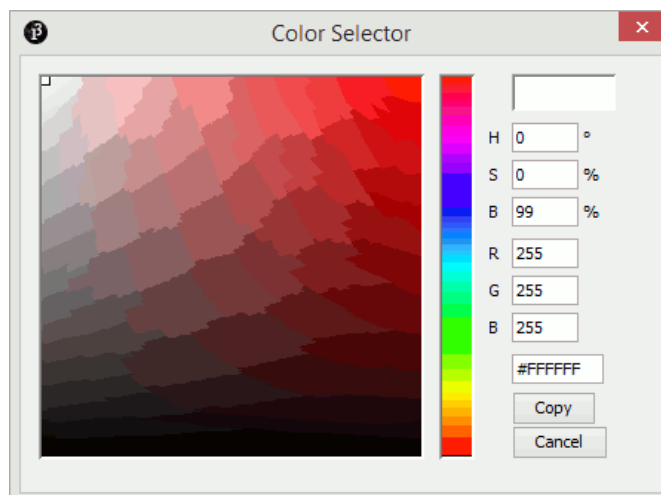 Color Selector
H 0 °
S 0 %
B 99 %
R 255
G 255
B 255
#FFFFFF
Copy
Cancel